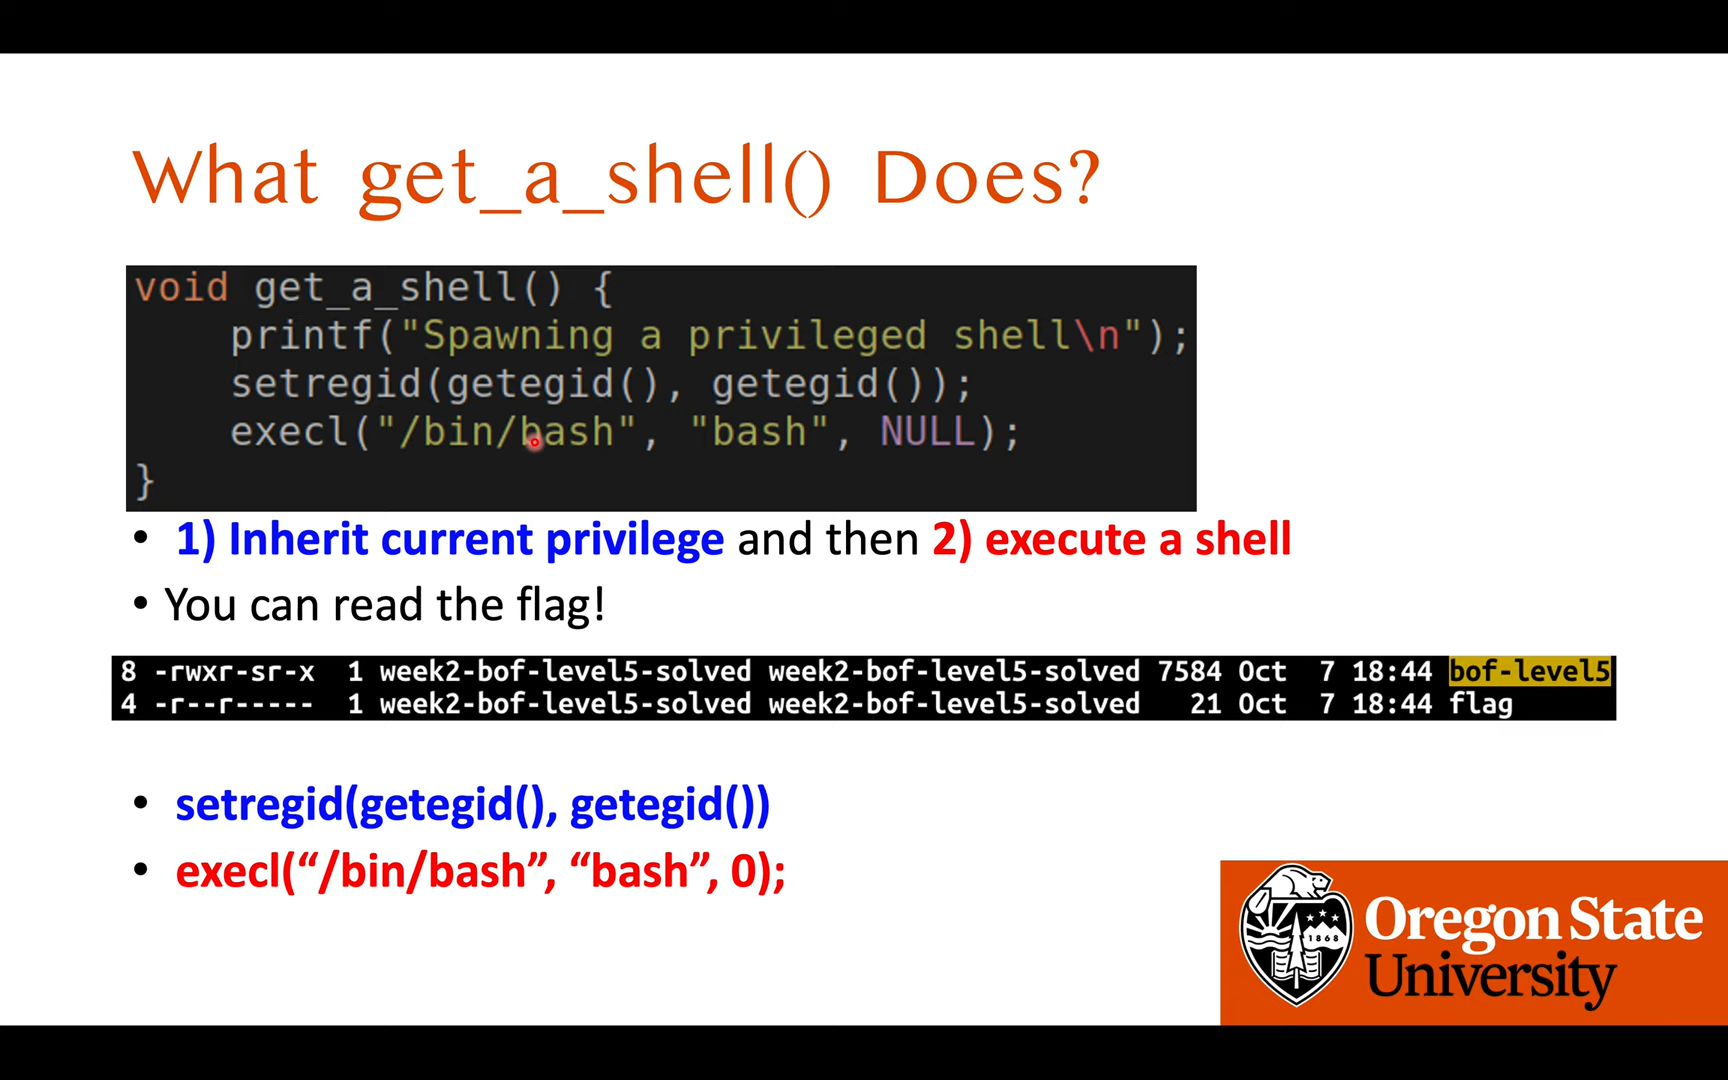 What get_a_shell() Does?
void get_a_shell() {
printf("Spawning a privileged shell\n");
setregid(getegid(), getegid());
execl("/bin/bash", "bash", NULL);
}
• 1) Inherit current privilege and then 2) execute a shell
• You can read the flag!
8 -rwxr-sr-x 1 week2-bof-level5-solved week2-bof-level5-solved 7584 Oct 7 18:44 bof-level5
4 -r--r----- 1 week2-bof-level5-solved week2-bof-level5-solved 21 Oct 7 18:44 flag
• setregid(getegid(), getegid())
• execl(“/bin/bash”, “bash”, 0);
1868
Oregon State
University